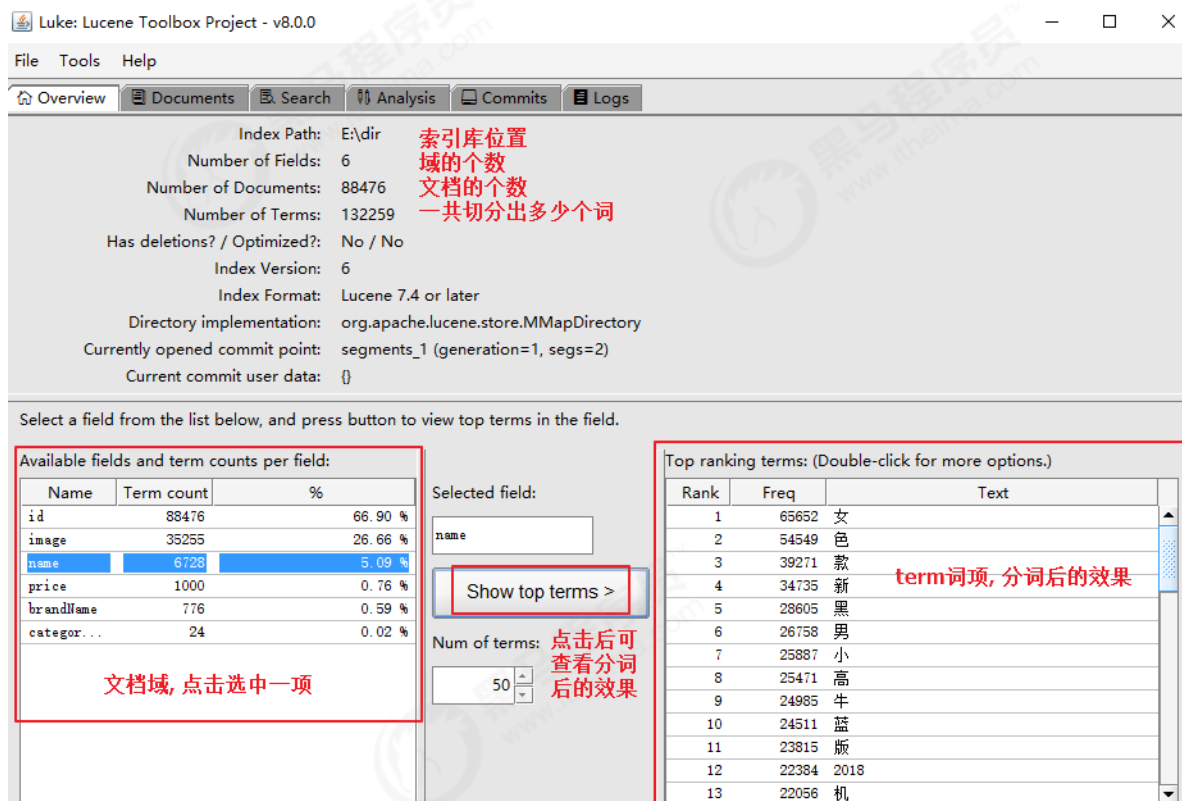 Luke: Lucene Toolbox Project - v8.0.0
File Tools Help
Overview Documents Search Analysis Commits Logs
Index Path: E:\dir 索引库位置
Number of Fields: 6 域的个数
Number of Documents: 88476 文档的个数
Number of Terms: 132259 一共切分出多少个词
Has deletions? / Optimized?: No / No
Index Version: 6
Index Format: Lucene 7.4 or later
Directory implementation: org.apache.lucene.store.MMapDirectory
Currently opened commit point: segments_1 (generation=1, segs=2)
Current commit user data: {}
Select a field from the list below, and press button to view top terms in the field.
Available fields and term counts per field:
Name Term count %
id 88476 66.90 %
image 35255 26.66 %
name 6728 5.09 %
price 1000 0.76 %
brandName 776 0.59 %
categor... 24 0.02 %
文档域, 点击选中一项
Selected field:
name
Show top terms >
Num of terms:
50
点击后可
查看分词
后的效果
Top ranking terms: (Double-click for more options.)
Rank Freq Text
1 65652 女
2 54549 色
3 39271 款
4 34735 新
5 28605 黑
6 26758 男
7 25887 小
8 25471 高
9 24985 牛
10 24511 蓝
11 23815 版
12 22384 2018
13 22056 机
term词项, 分词后的效果
黑马程序员
www.itheima.com